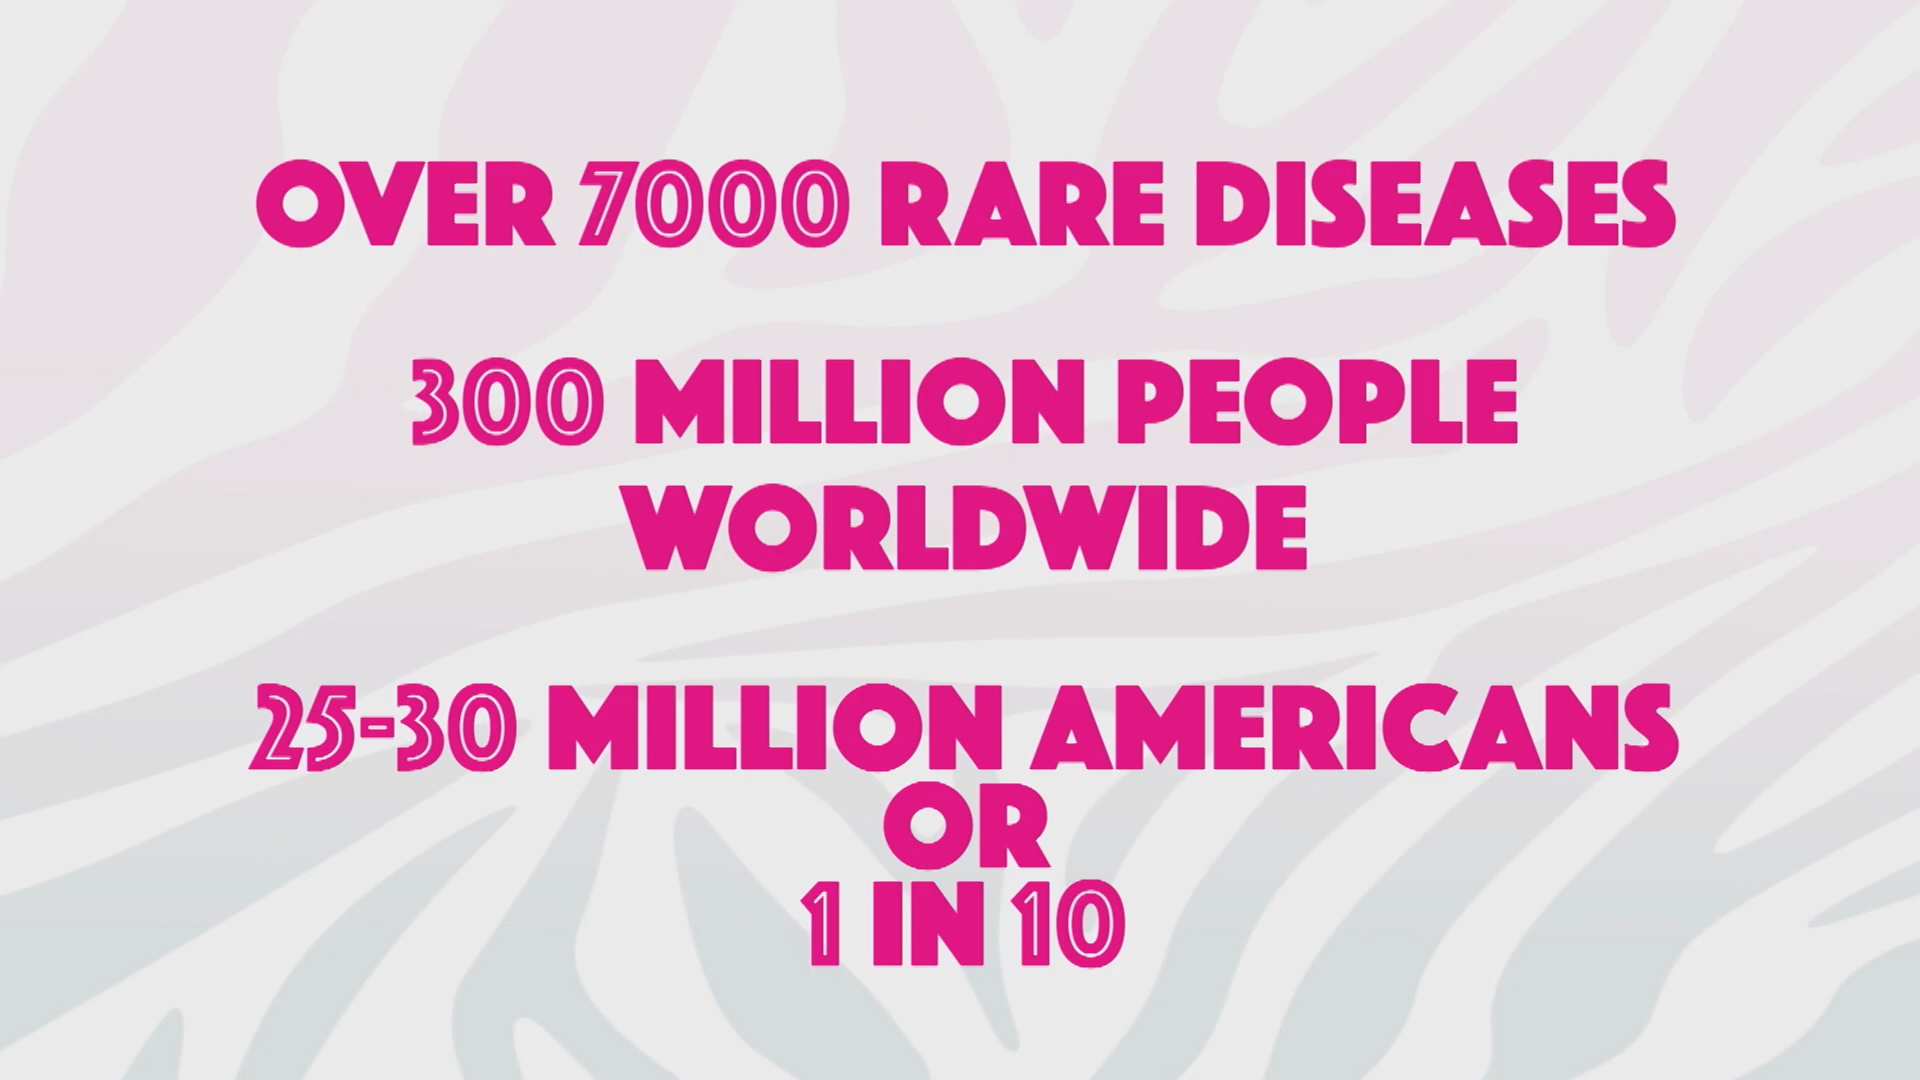 OVER 7000 RARE DISEASES
300 MILLION PEOPLE
WORLDWIDE
25-30 MILLION AMERICANS
OR
1 IN 10